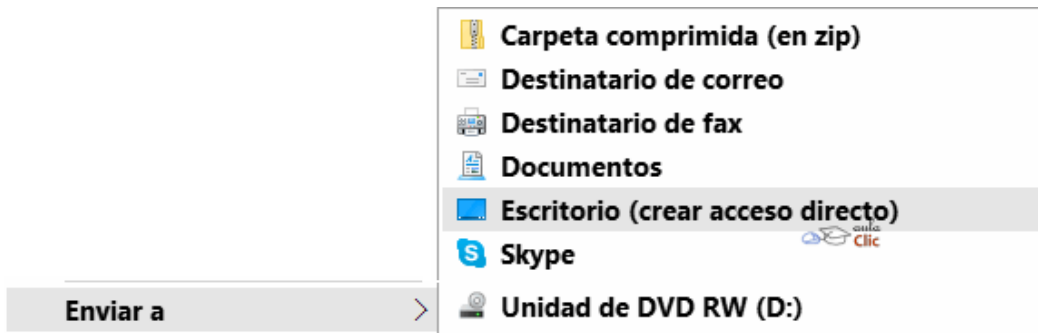 Carpeta comprimida (en zip)
Destinatario de correo
Destinatario de fax
Documentos
Escritorio (crear acceso directo)
aula
Clic
Skype
Enviar a
Unidad de DVD RW (D:)